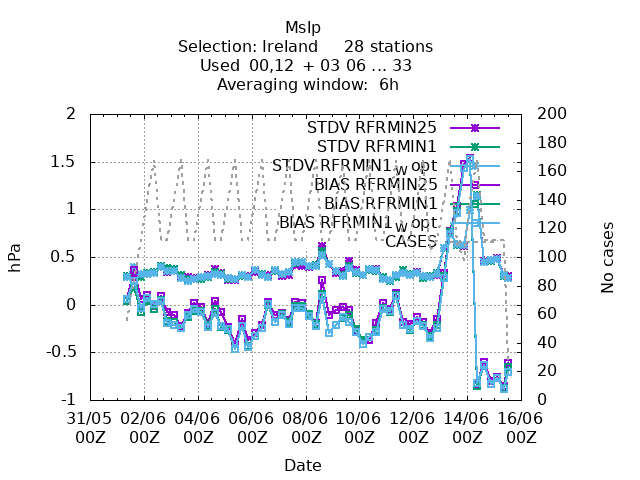 Mslp
Selection: Ireland 28 stations
Used 00,12 + 03 06 ... 33
Averaging window: 6h
2
1.5
1
0.5
0
-0.5
-1
hPa
200
180
160
140
120
100
80
60
40
20
0
No cases
STDV RFRMIN25
STDV RFRMIN1
STDV RFRMIN1_w opt
BIAS RFRMIN25
BIAS RFRMIN1
BIAS RFRMIN1_w opt
CASES
31/05 02/06 04/06 06/06 08/06 10/06 12/06 14/06 16/06
00Z 00Z 00Z 00Z 00Z 00Z 00Z 00Z 00Z
Date